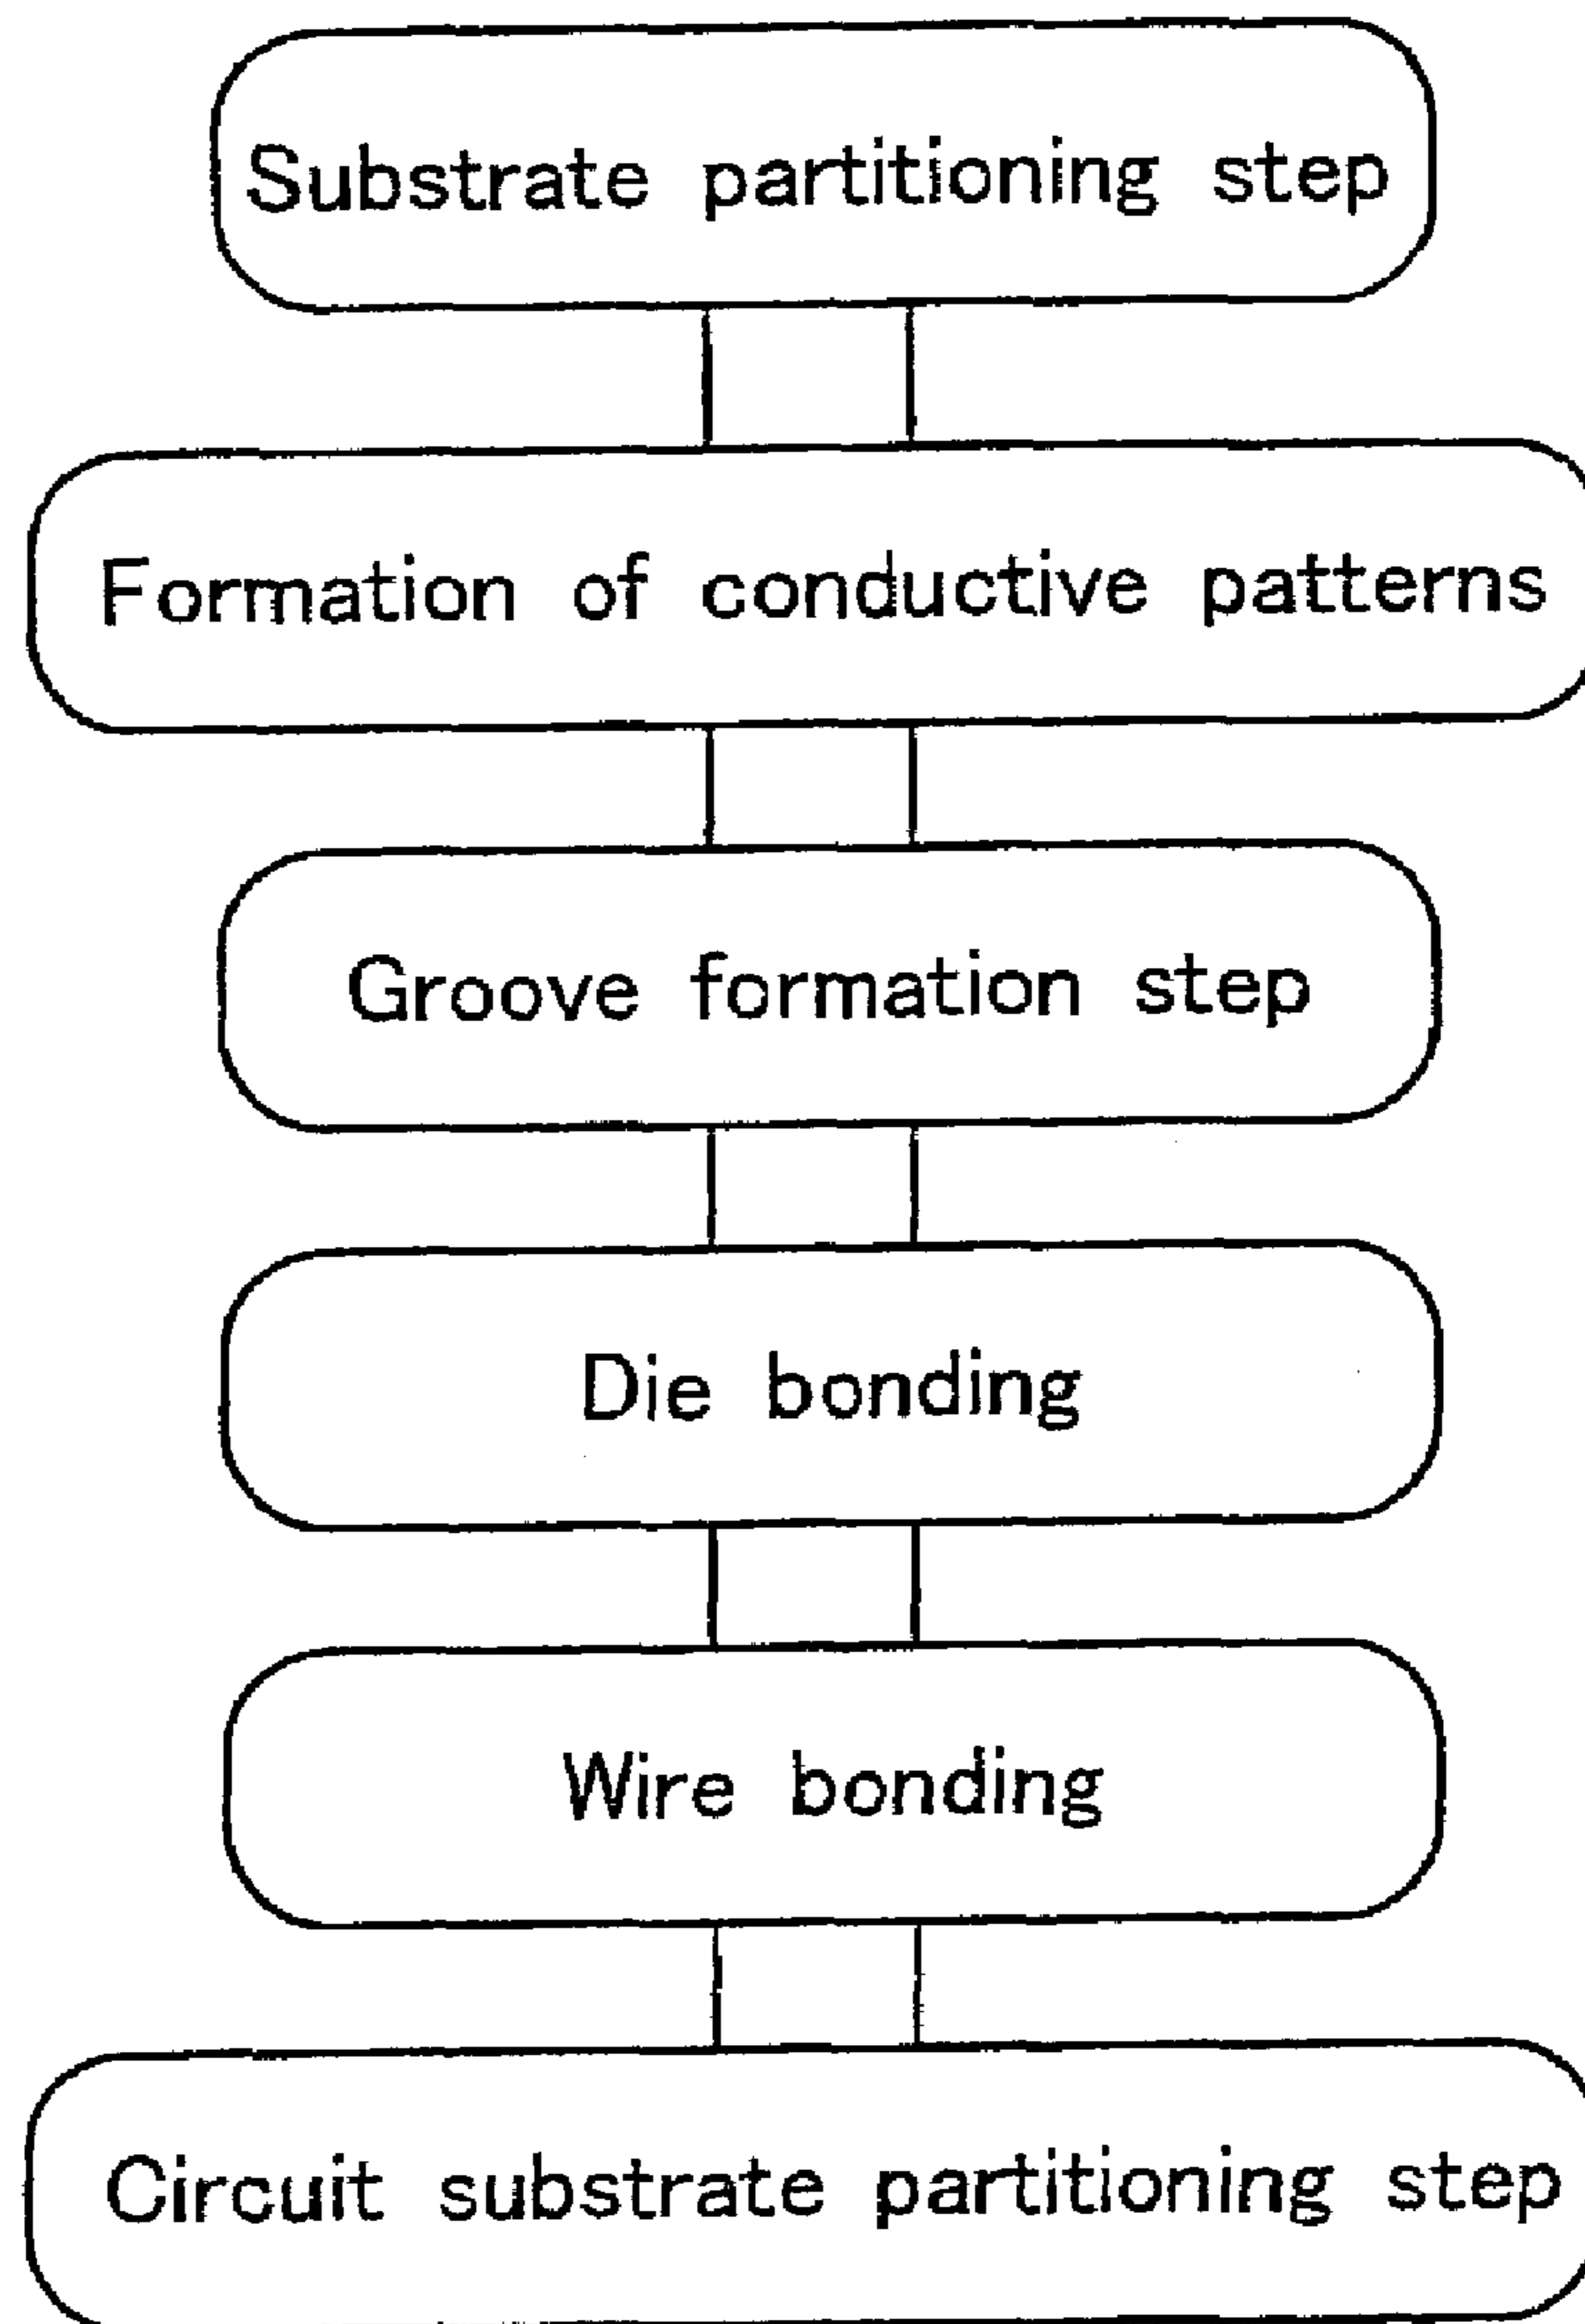 Substrate partitioning step
Formation of conductive patterns
Groove formation step
Die bonding
Wire bonding
Circuit substrate partitioning step